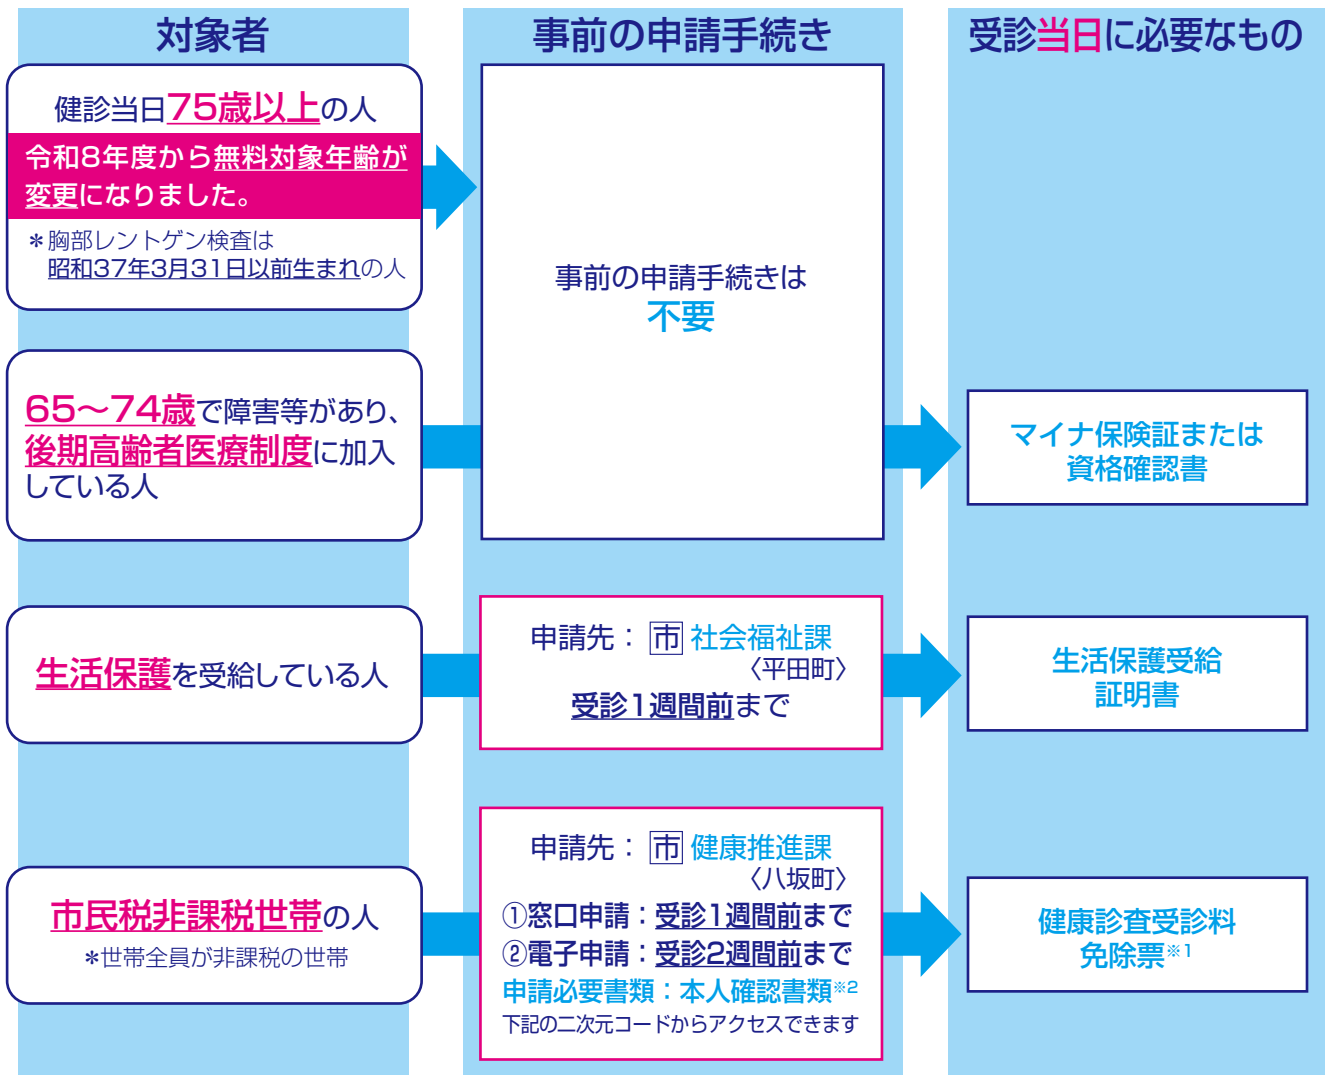 対象者
事前の申請手続き
受診当日に必要なもの
健診当日75歳以上の人
令和8年度から無料対象年齢が
変更になりました。
＊胸部レントゲン検査は
昭和37年3月31日以前生まれの人
65〜74歳で障害等があり、
後期高齢者医療制度に加入
している人
事前の申請手続きは
不要
マイナ保険証または
資格確認書
生活保護を受給している人
申請先：市 社会福祉課
〈平田町〉
受診1週間前まで
生活保護受給
証明書
市民税非課税世帯の人
＊世帯全員が非課税の世帯
申請先：市 健康推進課
〈八坂町〉
①窓口申請：受診1週間前まで
②電子申請：受診2週間前まで
申請必要書類：本人確認書類※2
下記の二次元コードからアクセスできます
健康診査受診料
免除票※1